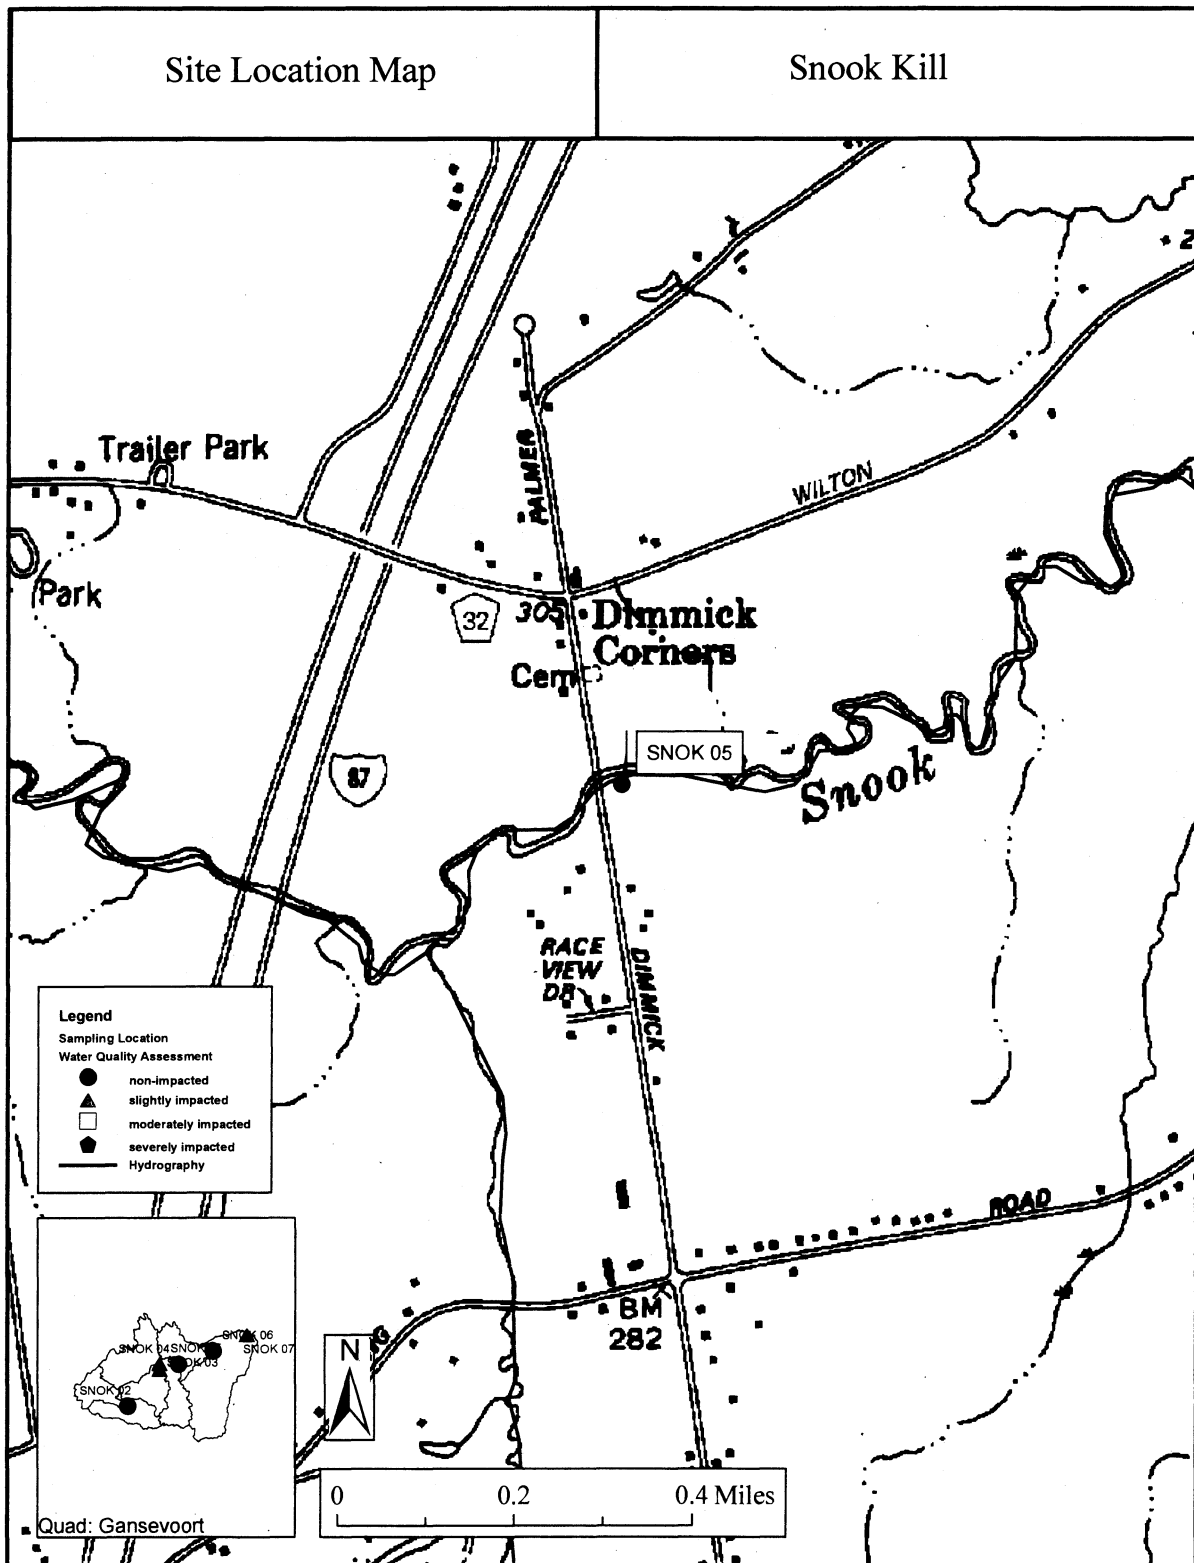 Site Location Map
Snook Kill
2
Trailer Park
PALMER
WILTON
Park
32
305
Dimmick
Corners
Cem
SNOK 05
87
Snook
RACE
VIEW
DR
DIMMICK
Legend
Sampling Location
Water Quality Assessment
non-impacted
slightly impacted
moderately impacted
severely impacted
Hydrography
ROAD
BM
282
SNOK 06
SNOK 04
SNOK 03
SNOK 07
SNOK 02
N
0 0.2 0.4 Miles
Quad: Gansevoort